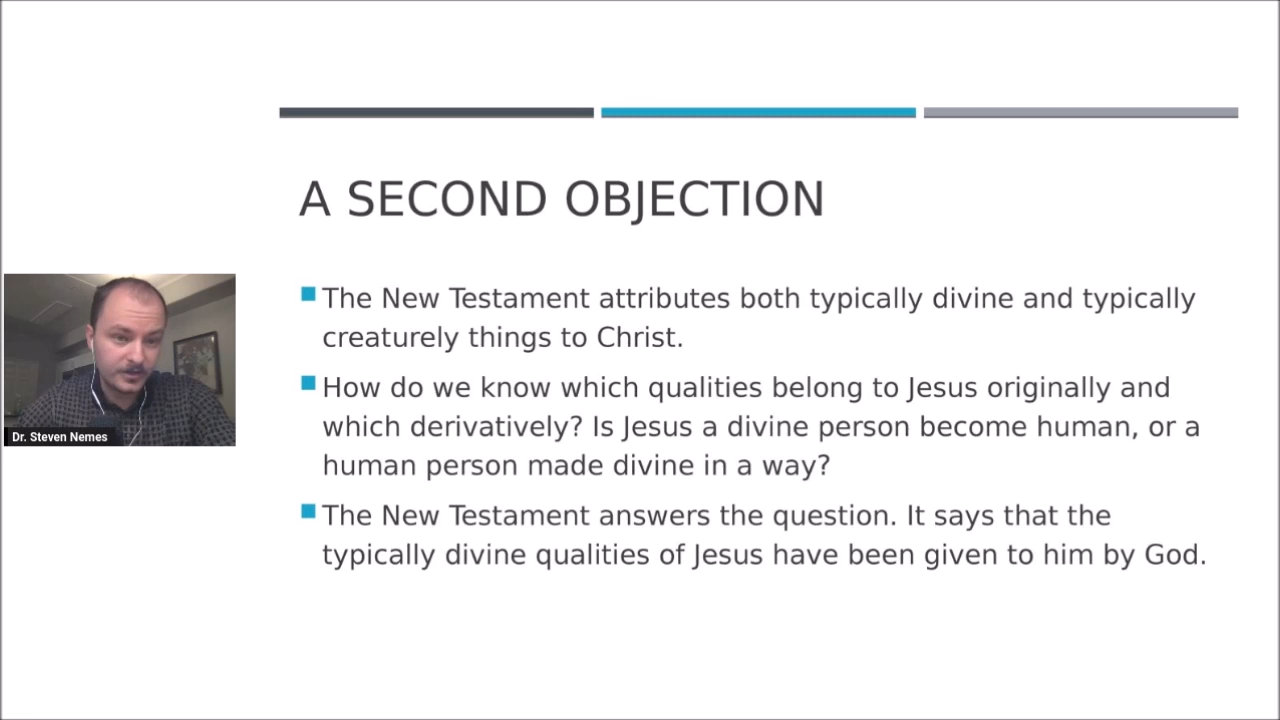 A SECOND OBJECTION
The New Testament attributes both typically divine and typically
creaturely things to Christ.
How do we know which qualities belong to Jesus originally and
which derivatively? Is Jesus a divine person become human, or a
human person made divine in a way?
The New Testament answers the question. It says that the
typically divine qualities of Jesus have been given to him by God.
Dr. Steven Nemes